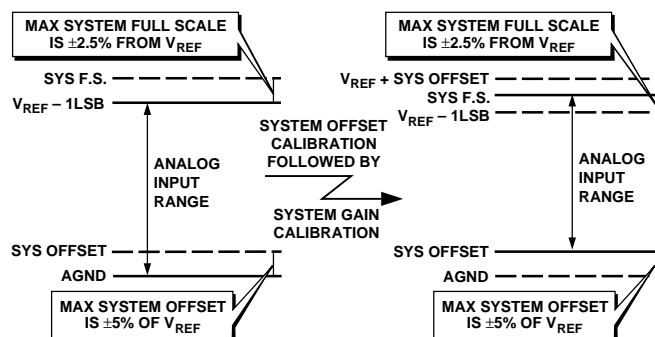 MAX SYSTEM FULL SCALE
IS ±2.5% FROM VREF
SYS F.S.
VREF – 1LSB
ANALOG
INPUT
RANGE
SYS OFFSET
AGND
MAX SYSTEM OFFSET
IS ±5% OF VREF
SYSTEM OFFSET
CALIBRATION
FOLLOWED BY
SYSTEM GAIN
CALIBRATION
MAX SYSTEM FULL SCALE
IS ±2.5% FROM VREF
VREF + SYS OFFSET
SYS F.S.
VREF – 1LSB
ANALOG
INPUT
RANGE
SYS OFFSET
AGND
MAX SYSTEM OFFSET
IS ±5% OF VREF